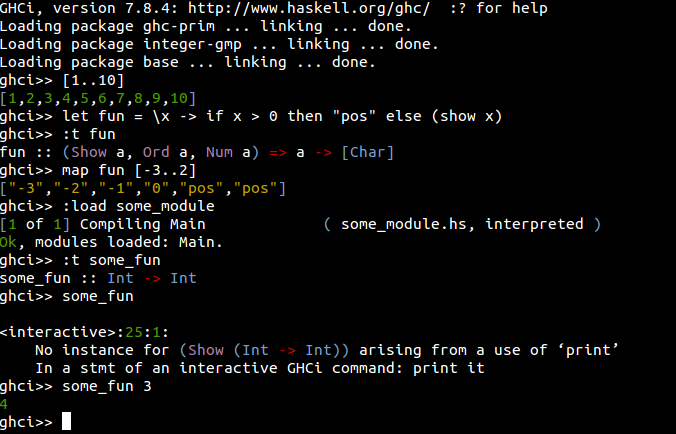 GHCi, version 7.8.4: http://www.haskell.org/ghc/  :? for help
Loading package ghc-prim ... linking ... done.
Loading package integer-gmp ... linking ... done.
Loading package base ... linking ... done.
ghci>> [1..10]
[1,2,3,4,5,6,7,8,9,10]
ghci>> let fun = \x -> if x > 0 then "pos" else (show x)
ghci>> :t fun
fun :: (Show a, Ord a, Num a) => a -> [Char]
ghci>> map fun [-3..2]
["-3","-2","-1","0","pos","pos"]
ghci>> :load some_module
[1 of 1] Compiling Main             ( some_module.hs, interpreted )
Ok, modules loaded: Main.
ghci>> :t some_fun
some_fun :: Int -> Int
ghci>> some_fun
<interactive>:25:1:
    No instance for (Show (Int -> Int)) arising from a use of ‘print’
    In a stmt of an interactive GHCi command: print it
ghci>> some_fun 3
4
ghci>>